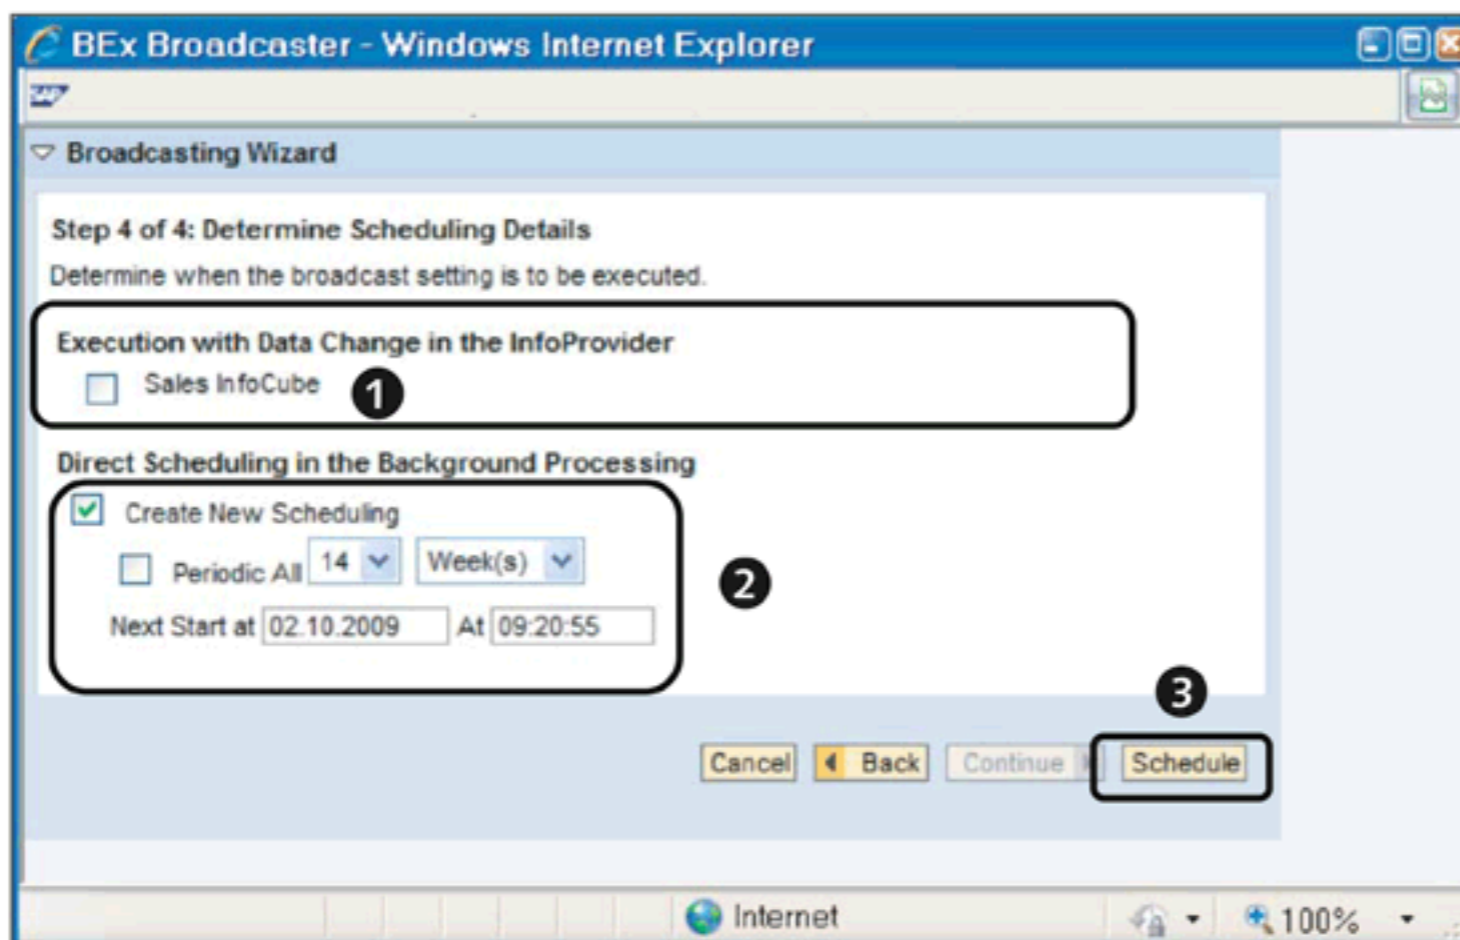 BEx Broadcaster - Windows Internet Explorer
SAP
Broadcasting Wizard
Step 4 of 4: Determine Scheduling Details
Determine when the broadcast setting is to be executed.
Execution with Data Change in the InfoProvider
Sales InfoCube
1
Direct Scheduling in the Background Processing
Create New Scheduling
Periodic All 14 Week(s)
2
Next Start at 02.10.2009 At 09:20:55
3
Cancel Back Continue Schedule
Internet 100%